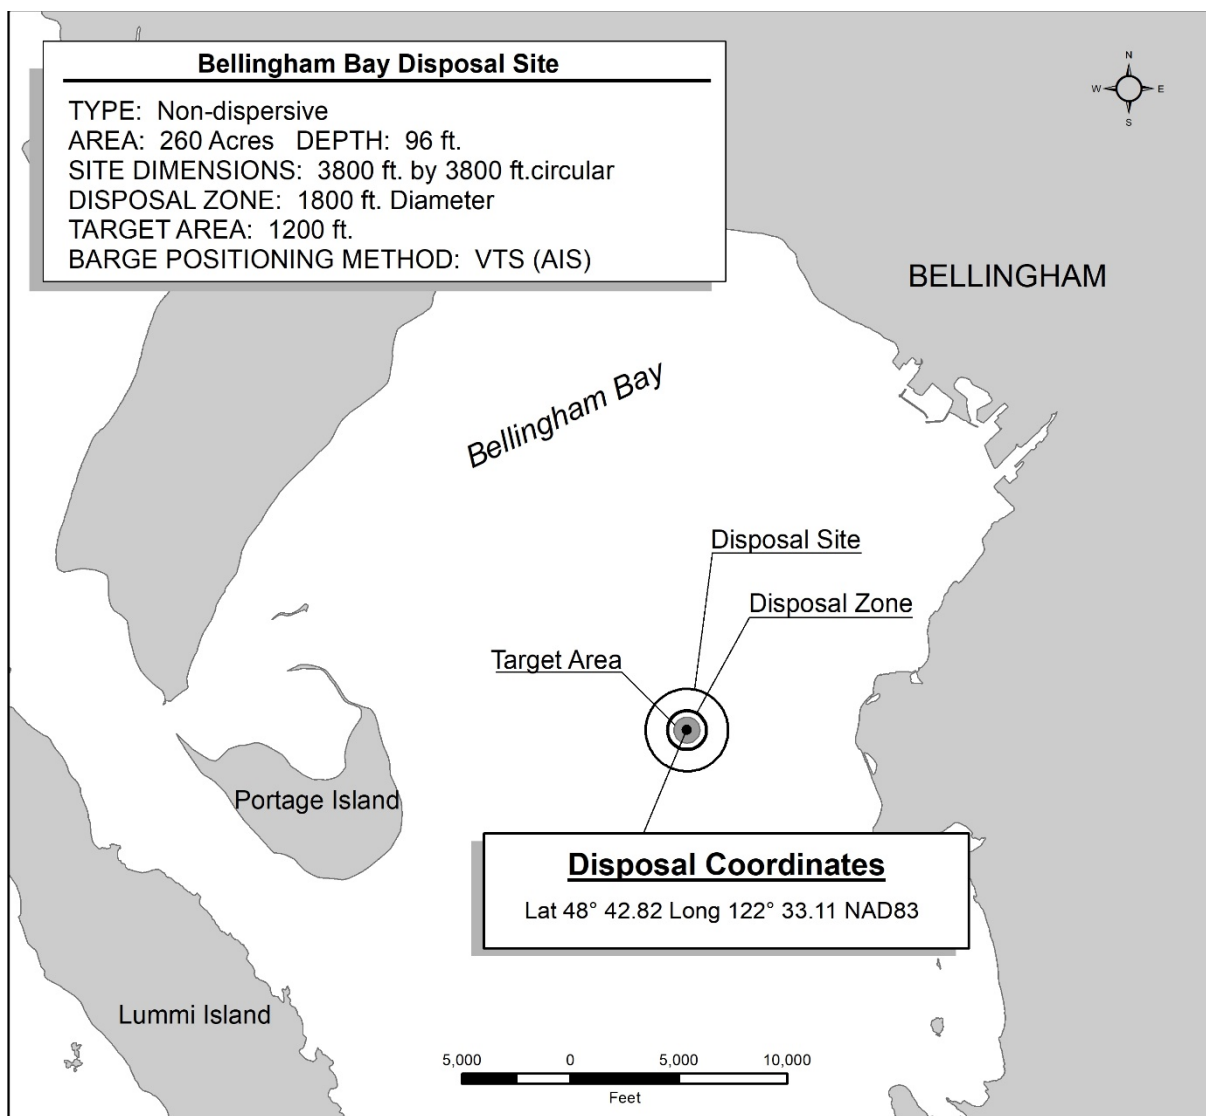 Bellingham Bay Disposal Site
TYPE: Non-dispersive
AREA: 260 Acres DEPTH: 96 ft.
SITE DIMENSIONS: 3800 ft. by 3800 ft.circular
DISPOSAL ZONE: 1800 ft. Diameter
TARGET AREA: 1200 ft.
BARGE POSITIONING METHOD: VTS (AIS)
N
W E
S
BELLINGHAM
Bellingham Bay
Disposal Site
Disposal Zone
Target Area
Portage Island
Disposal Coordinates
Lat 48° 42.82 Long 122° 33.11 NAD83
Lummi Island
5,000 0 5,000 10,000
Feet